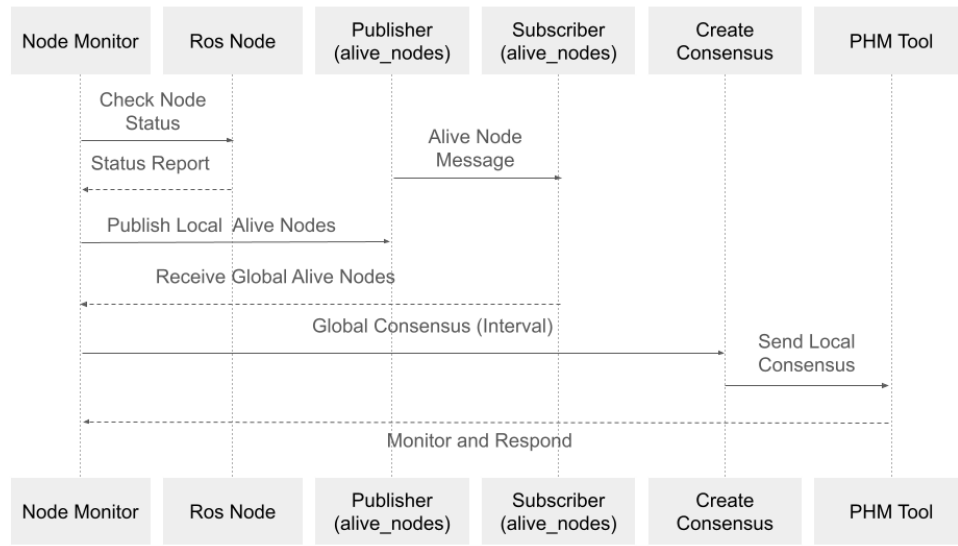 Node Monitor
Ros Node
Publisher
(alive_nodes)
Subscriber
(alive_nodes)
Create
Consensus
PHM Tool
Check Node
Status
Alive Node
Message
Status Report
Publish Local Alive Nodes
Receive Global Alive Nodes
Global Consensus (Interval)
Send Local
Consensus
Monitor and Respond
Node Monitor
Ros Node
Publisher
(alive_nodes)
Subscriber
(alive_nodes)
Create
Consensus
PHM Tool